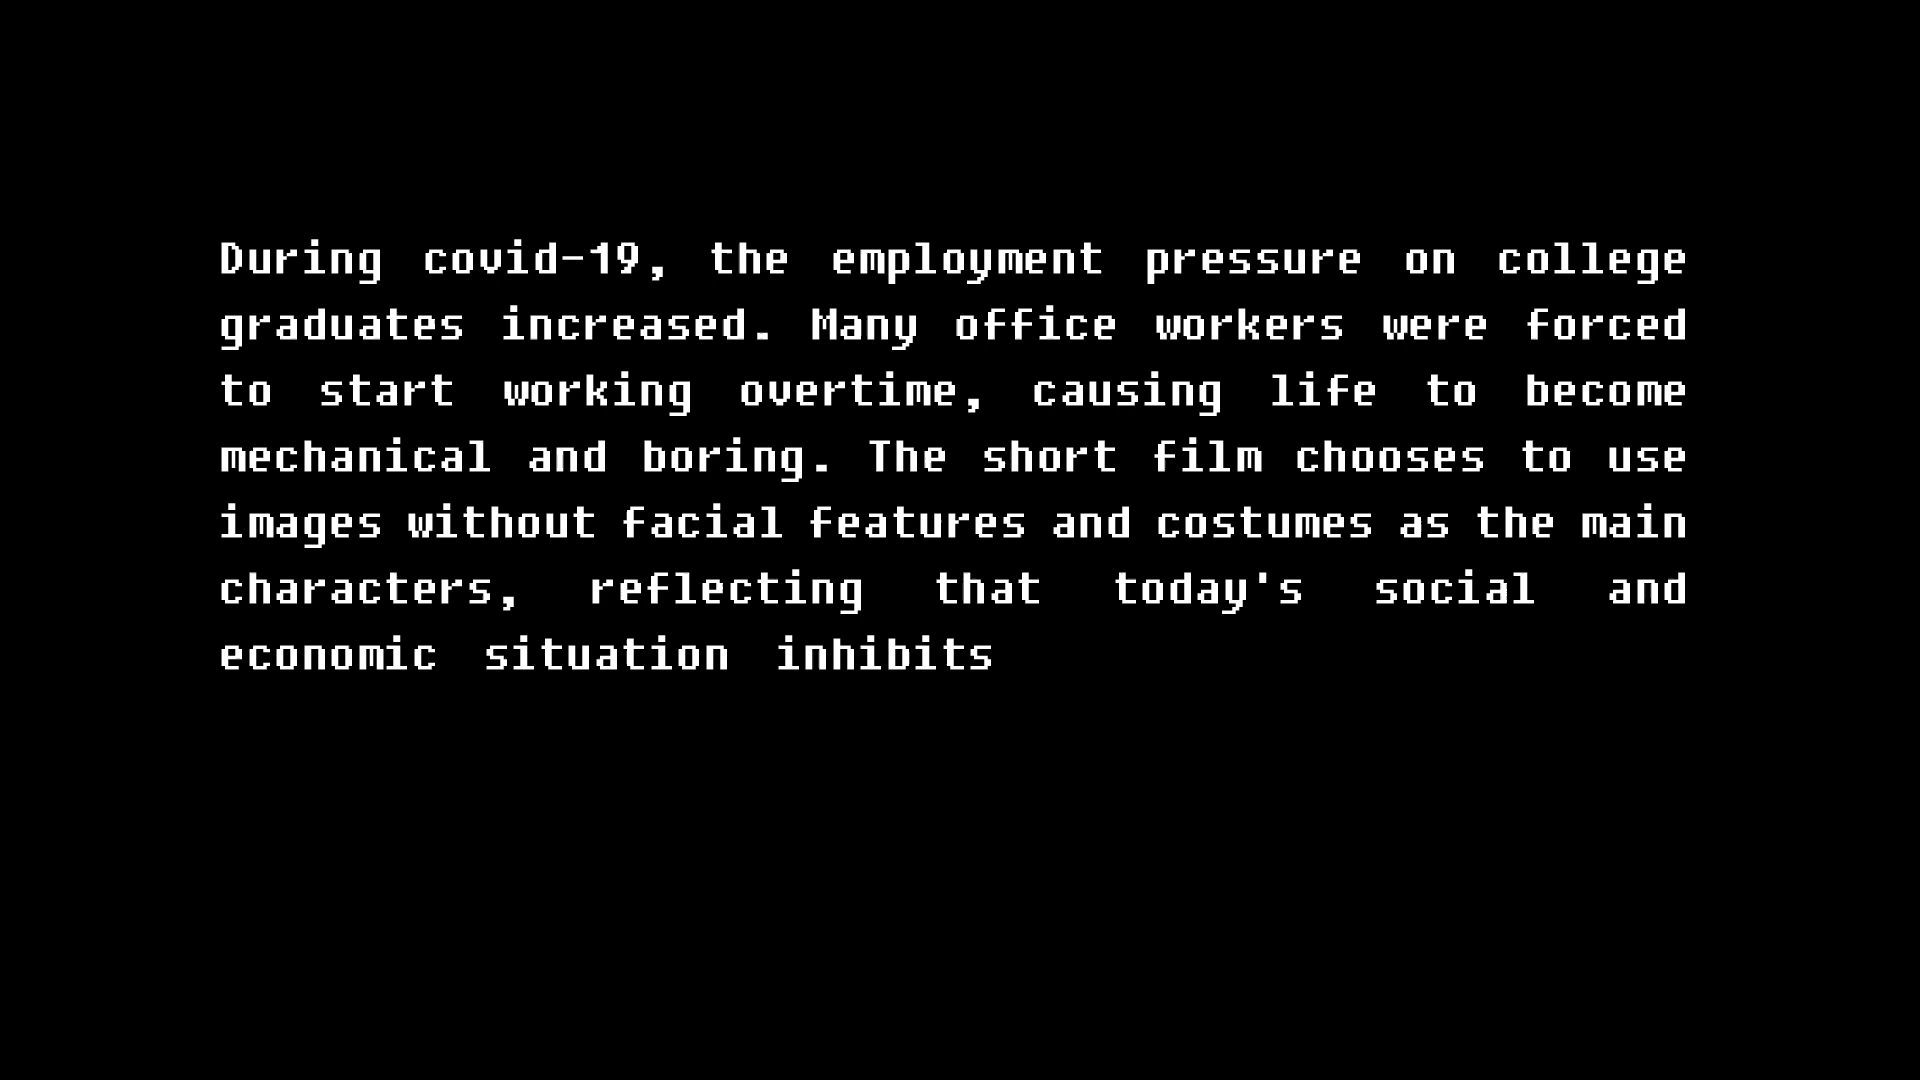 During covid-19, the employment pressure on college
graduates increased. Many office workers were forced
to start working overtime, causing life to become
mechanical and boring. The short film chooses to use
images without facial features and costumes as the main
characters, reflecting that today's social and
economic situation inhibits